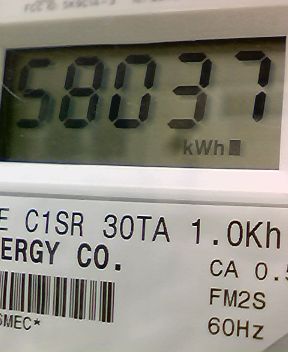 58037
kWh
E C1SR 30TA 1.0Kh
ERGY CO.
CA 0.5
FM2S
60Hz
SMEC*